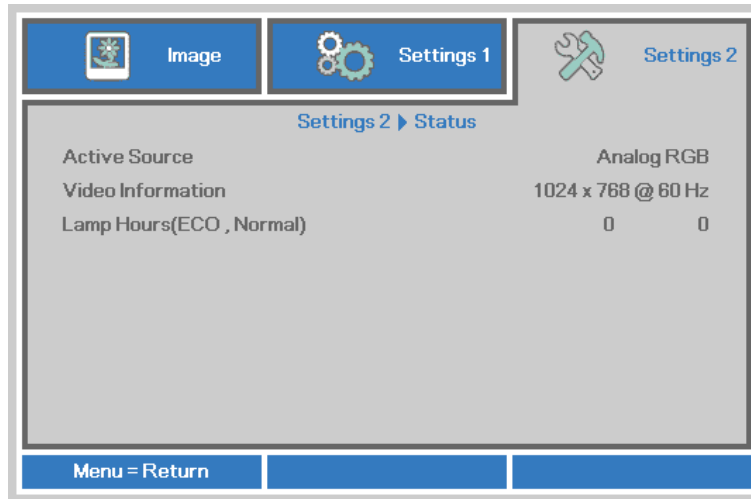 Image
Settings 1
Settings 2
Settings 2 ▶ Status
Active Source Analog RGB
Video Information 1024 x 768 @ 60 Hz
Lamp Hours(ECO , Normal) 0 0
Menu = Return